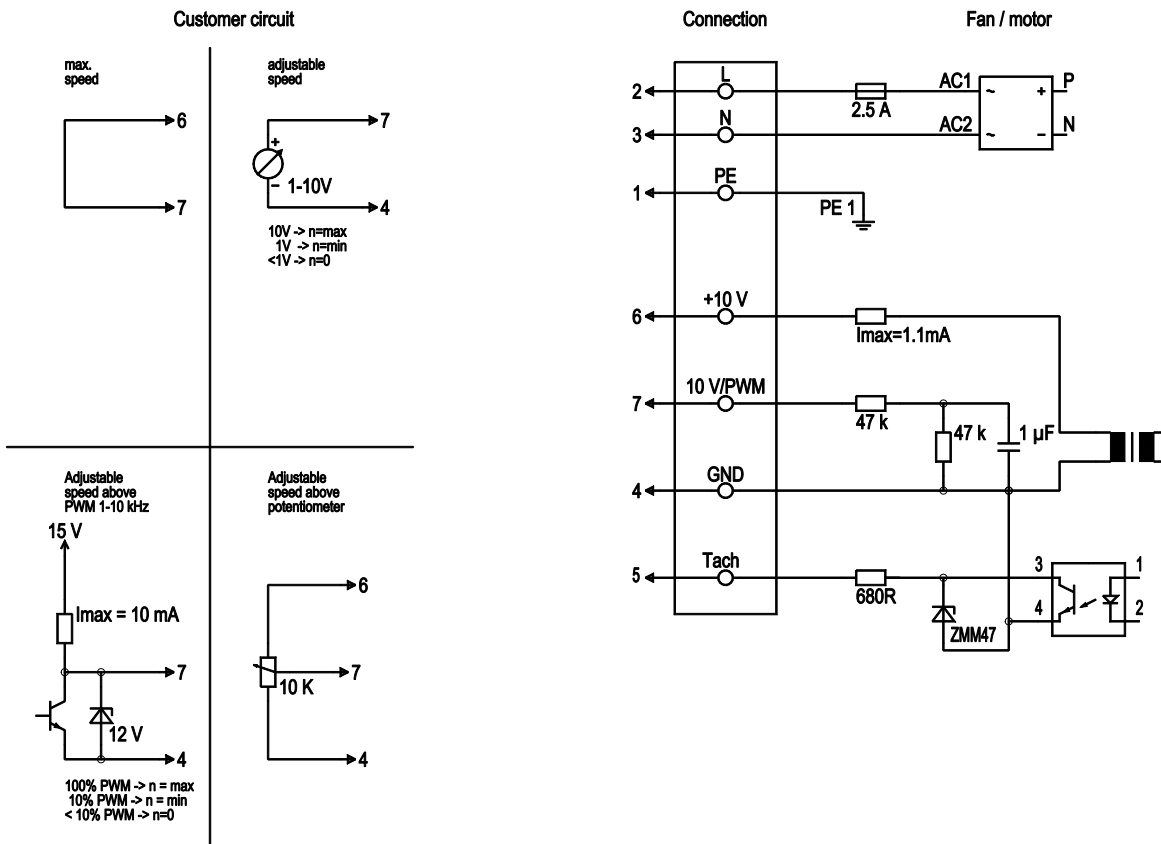 Customer circuit
max.
speed
6
7
adjustable
speed
7
+
− 1-10V
4
10V -> n=max
1V -> n=min
<1V -> n=0
Adjustable
speed above
PWM 1-10 kHz
15 V
Imax = 10 mA
7
12 V
4
100% PWM -> n = max
10% PWM -> n = min
< 10% PWM -> n=0
Adjustable
speed above
potentiometer
6
7
10 K
4
Connection
Fan / motor
2 L AC1 ~ + P
2.5 A
3 N AC2 ~ − N
1 PE
PE 1
6 +10 V
Imax=1.1mA
7 10 V/PWM
47 k
47 k 1 µF
4 GND
5 Tach 3 1
680R 4 2
ZMM47